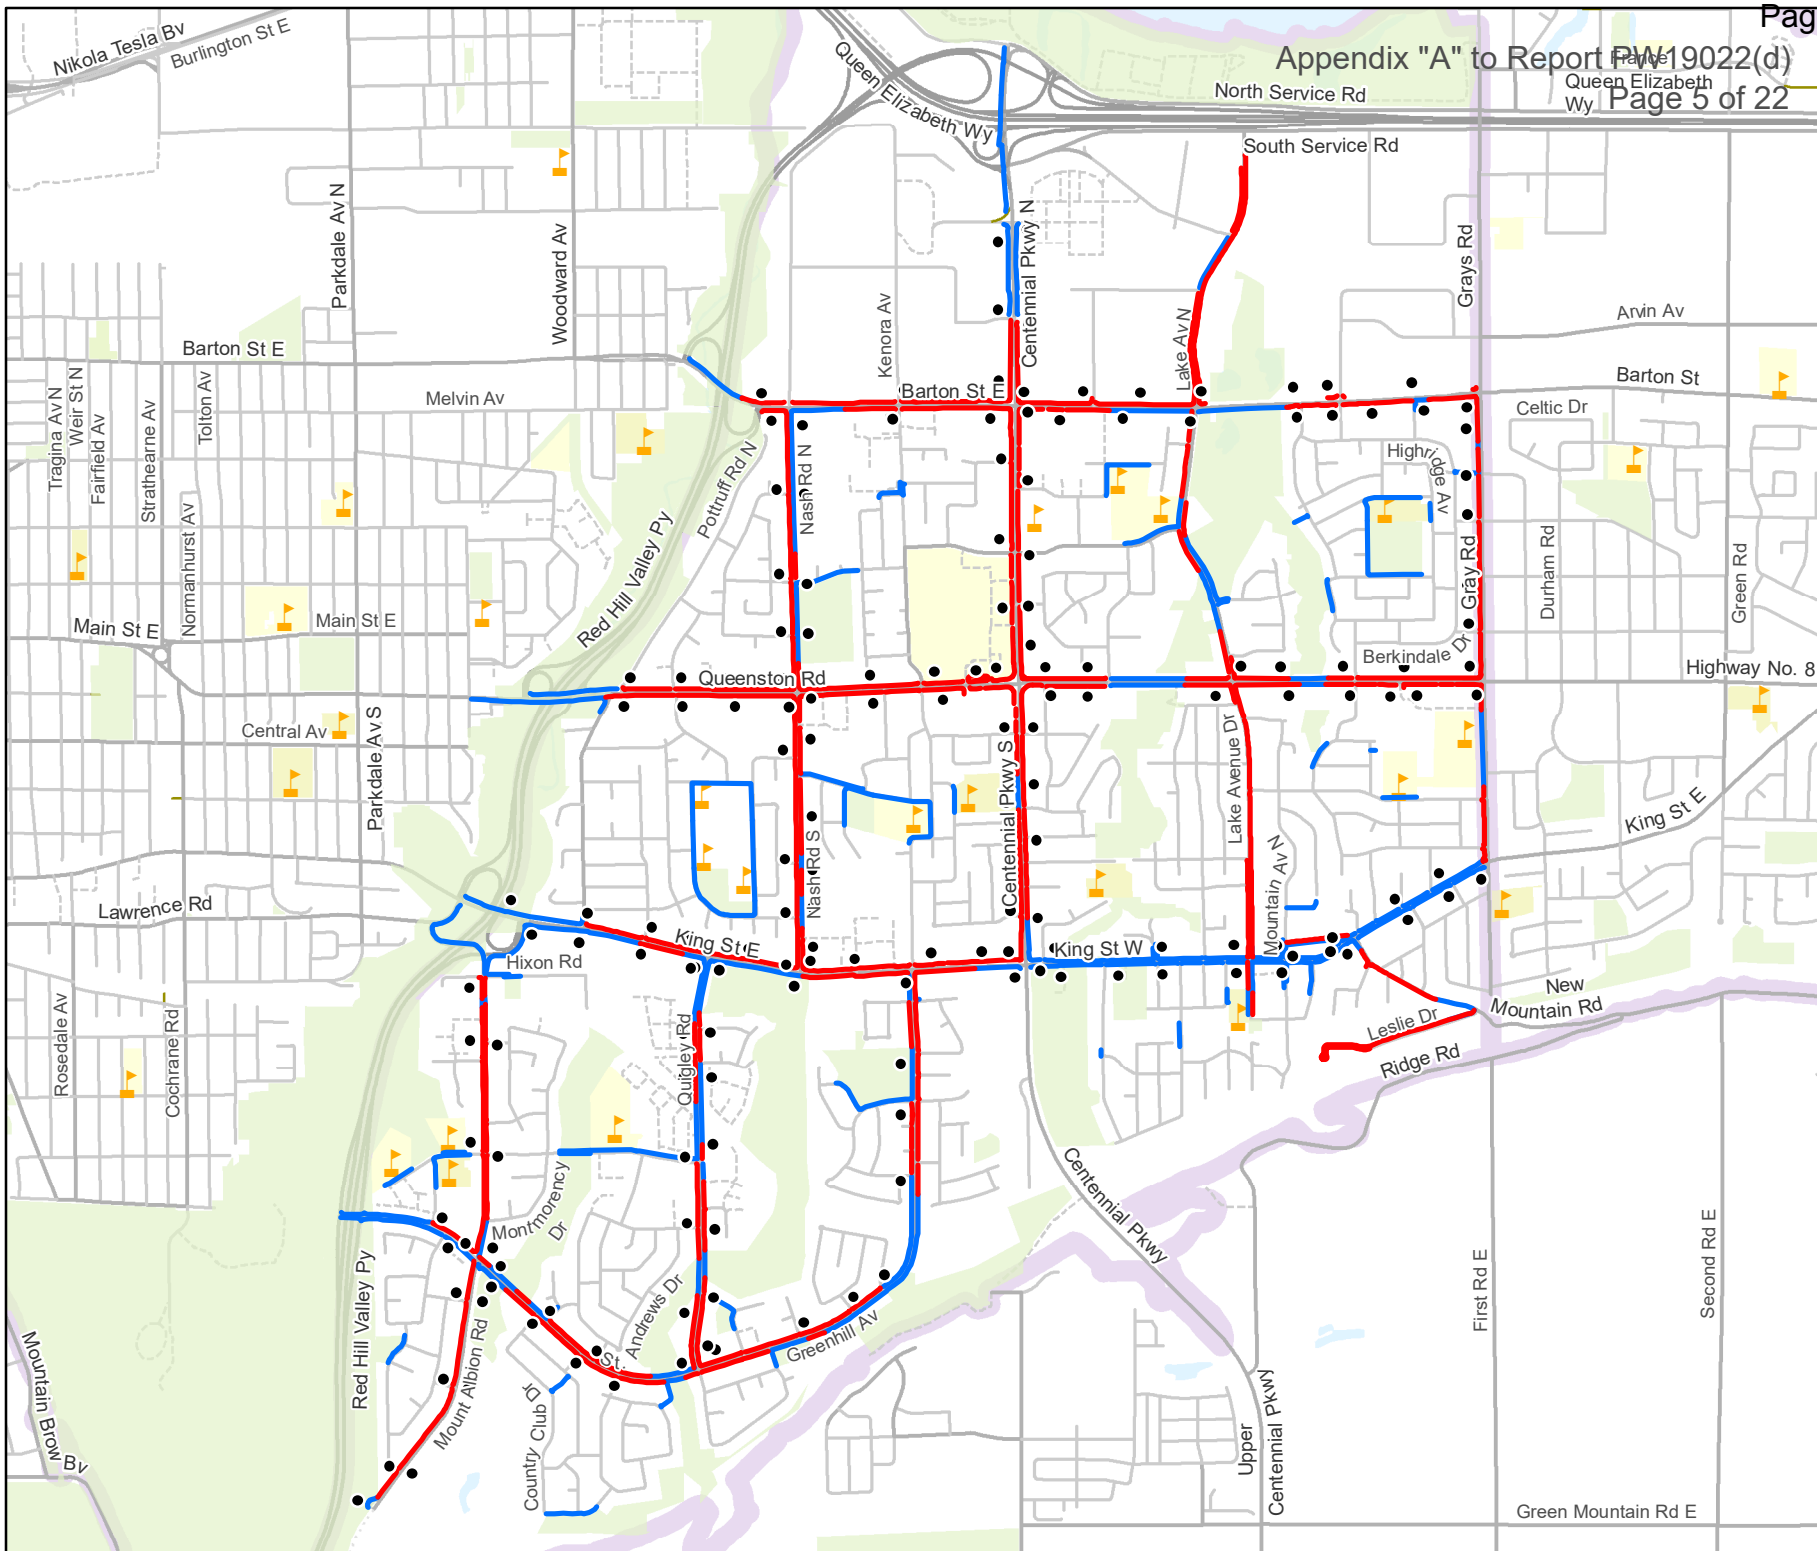 Pag
Appendix "A" to Report PW19022(d)
Page 5 of 22
Nikola Tesla Bv
Burlington St E
Queen Elizabeth Wy
North Service Rd
France
Queen Elizabeth
Wy
South Service Rd
Parkdale Av N
Woodward Av
Centennial Pkwy N
Grays Rd
Kenora Av
Lake Av N
Arvin Av
Barton St E
Barton St E
Barton St
Tragina Av N
Weir St N
Fairfield Av
Strathearne Av
Tolton Av
Melvin Av
Celtic Dr
Normanhurst Av
Pottruff Rd N
Nash Rd N
Highridge Av
Red Hill Valley Py
Gray Rd
Durham Rd
Green Rd
Main St E
Main St E
Berkindale Dr
Queenston Rd
Highway No. 8
Central Av
Parkdale Av S
Centennial Pkwy S
Lake Avenue Dr
King St E
Nash Rd S
Mountain Av N
Lawrence Rd
King St E
King St W
Hixon Rd
New
Mountain Rd
Rosedale Av
Cochrane Rd
Quigley Rd
Leslie Dr
Ridge Rd
Montmorency
Dr
Centennial Pkwy
Red Hill Valley Py
First Rd E
Second Rd E
Mount Albion Rd
St. Andrews Dr
Greenhill Av
Mountain Brow Bv
Country Club Dr
Upper
Centennial Pkwy
Green Mountain Rd E